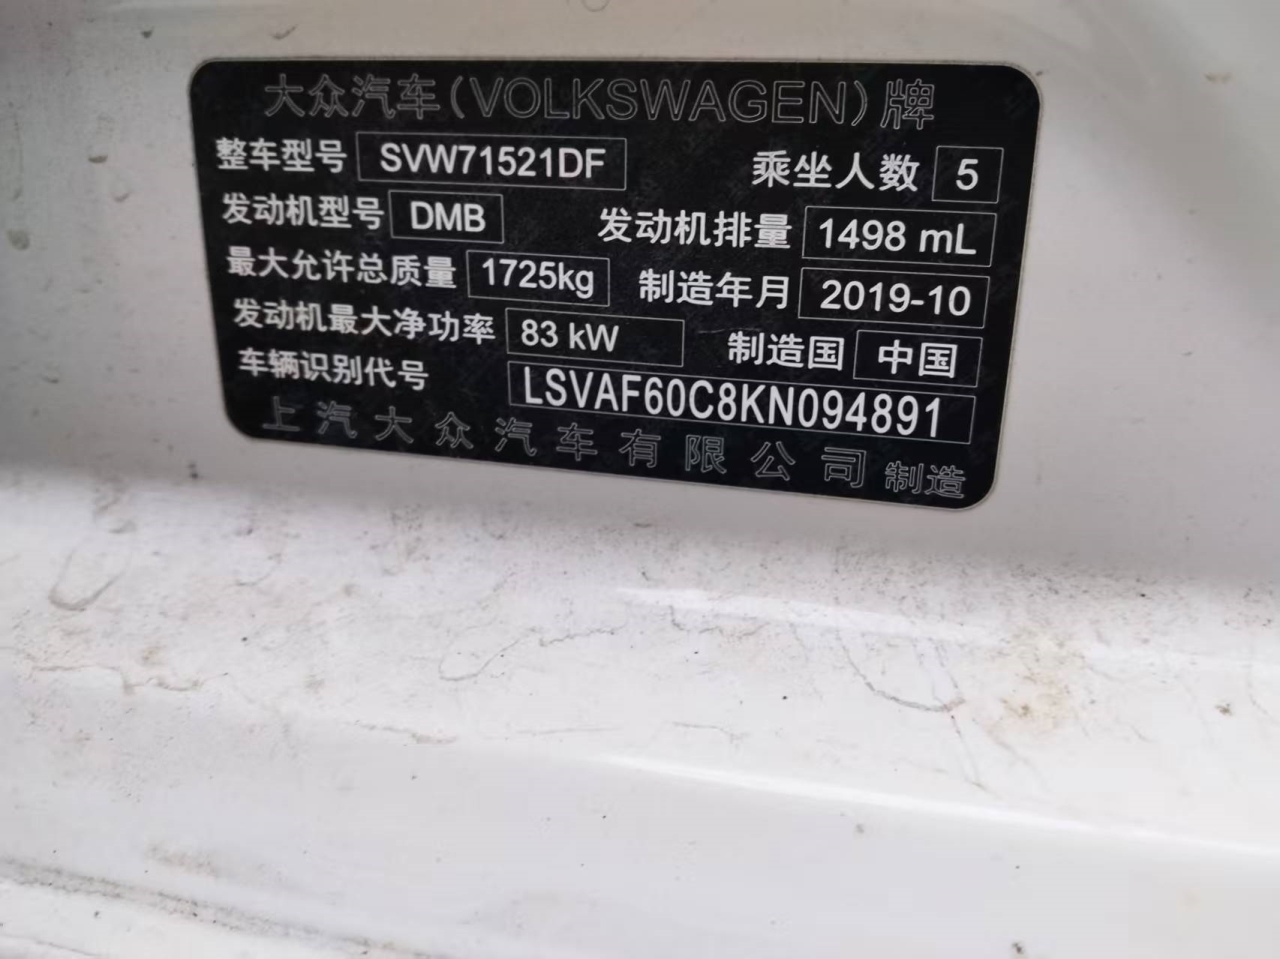 大众汽车(VOLKSWAGEN)牌
整车型号 SVW71521DF 乘坐人数 5
发动机型号 DMB 发动机排量 1498 mL
最大允许总质量 1725kg 制造年月 2019-10
发动机最大净功率 83 kW 制造国 中国
车辆识别代号 LSVAF60C8KN094891
上汽大众汽车有限公司 制造